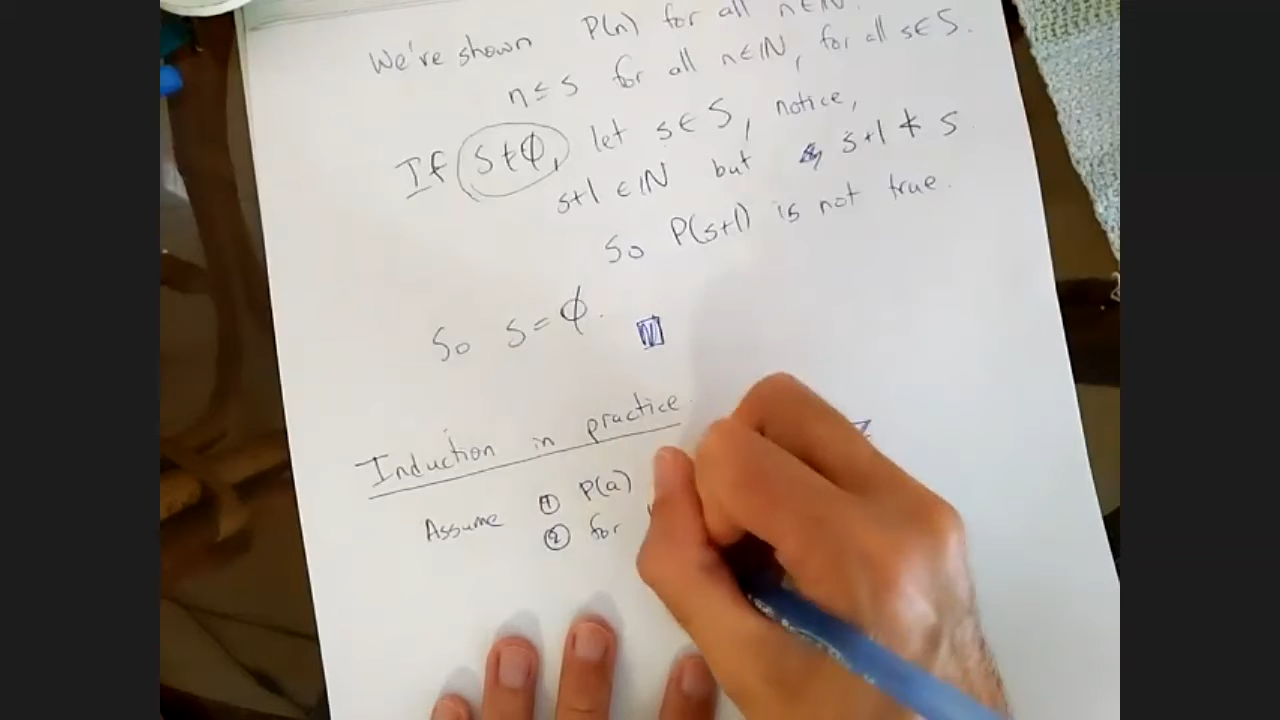 We've shown P(n) for all n∈ℕ.
n ≤ s for all n∈ℕ, for all s∈S.
If S≠∅, let s∈S, notice,
s+1 ∈ℕ but s+1 ≰ s
So P(s+1) is not true.
So S=∅.
Induction in practice
Assume ① P(a)
② for